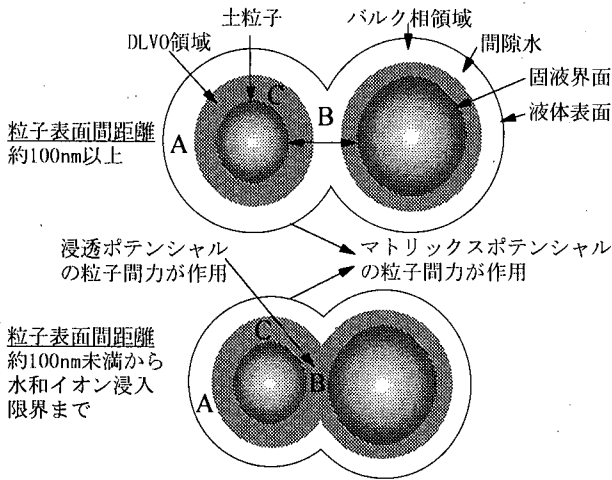 土粒子
バルク相領域
DLVO領域
間隙水
固液界面
液体表面
C
B
A
粒子表面間距離
約100nm以上
浸透ポテンシャル
の粒子間力が作用
マトリックスポテンシャル
の粒子間力が作用
粒子表面間距離
約100nm未満から
水和イオン浸入
限界まで
C
B
A